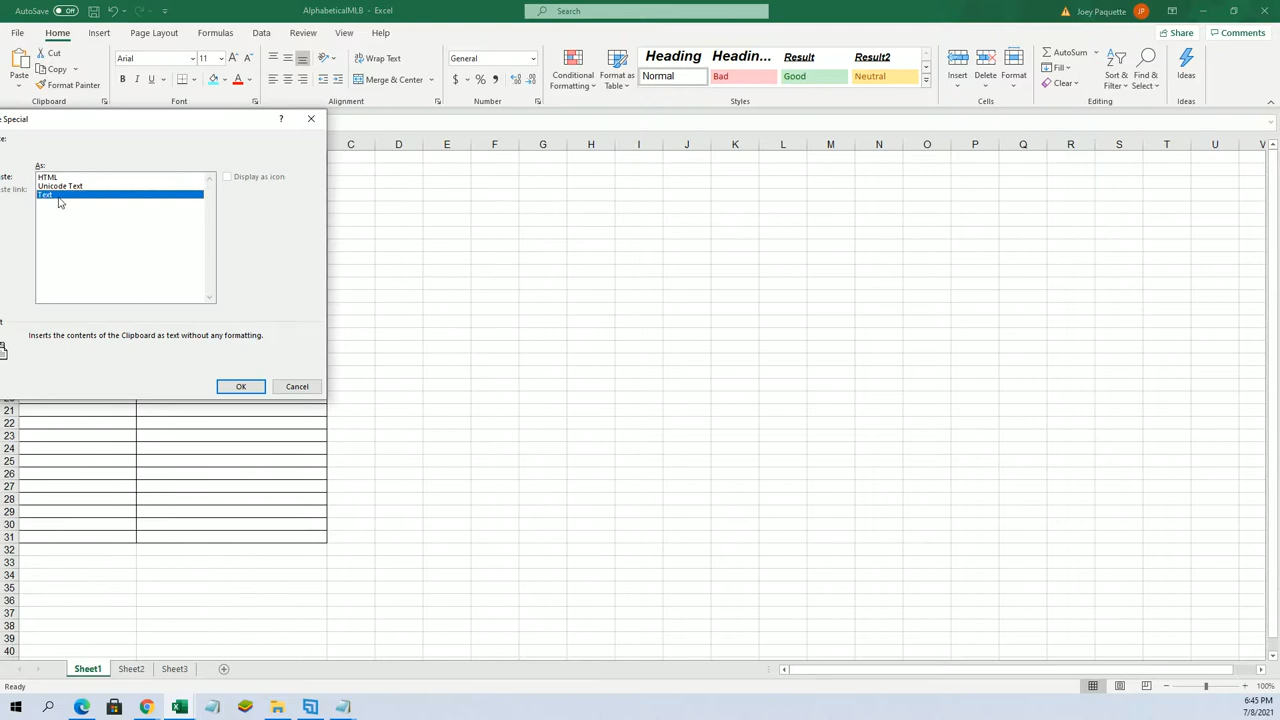 AutoSave Off AlphabeticalMLB - Excel Search Joey Paquette JP
File Home Insert Page Layout Formulas Data Review View Help Share Comments
Paste Cut Copy Format Painter Clipboard
Arial 11 A A B I U A Font
Wrap Text Merge & Center Alignment
General $ % Number
Conditional Formatting Format as Table
Heading Headin... Result Result2
Normal Bad Good Neutral
Styles
Insert Delete Format Cells
AutoSum Fill Clear Sort & Filter Find & Select Editing
Ideas Ideas
e Special ?
te:
As:
ste:
ste link:
HTML
Unicode Text
Text
Display as icon
t
Inserts the contents of the Clipboard as text without any formatting.
OK Cancel
C D E F G H I J K L M N O P Q R S T U V
21
22
23
24
25
26
27
28
29
30
31
32
33
34
35
36
37
38
39
40
Sheet1 Sheet2 Sheet3
Ready 100%
6:45 PM
7/8/2021